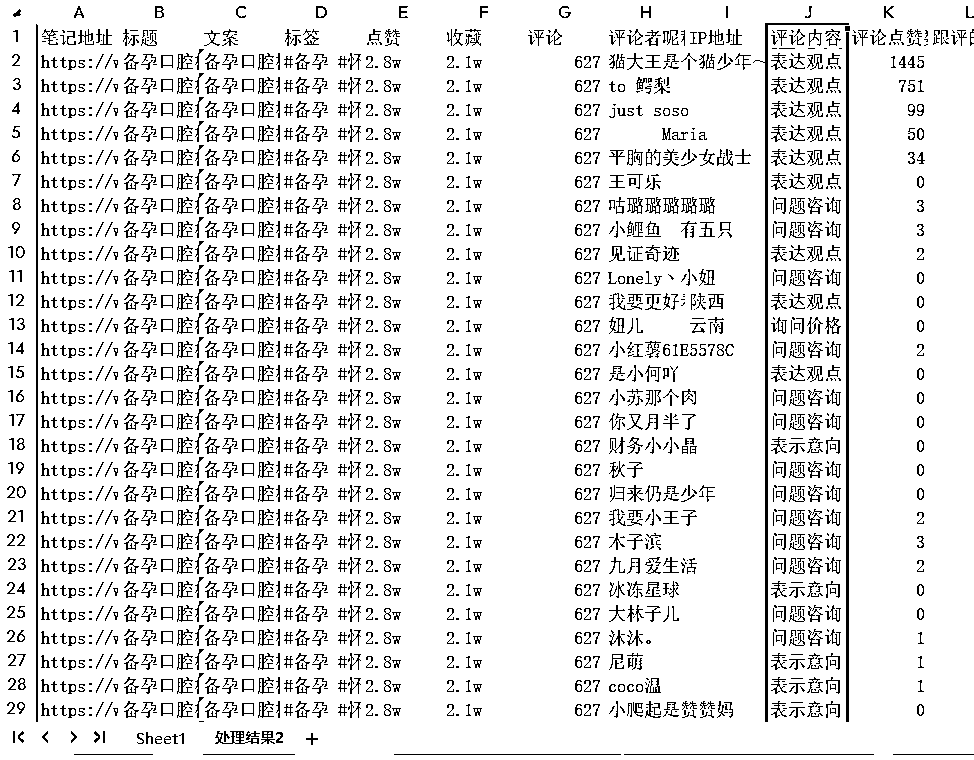 A B C D E F G H I J K L
1 笔记地址 标题 文案 标签 点赞 收藏 评论 评论者昵称 IP地址 评论内容 评论点赞 跟评的
2 https://w 备孕口腔 备孕口腔 #备孕 #怀 2.8w 2.1w 627 猫大王是个猫少年~ 表达观点 1445
3 https://w 备孕口腔 备孕口腔 #备孕 #怀 2.8w 2.1w 627 to 鳄梨 表达观点 751
4 https://w 备孕口腔 备孕口腔 #备孕 #怀 2.8w 2.1w 627 just soso 表达观点 99
5 https://w 备孕口腔 备孕口腔 #备孕 #怀 2.8w 2.1w 627 Maria 表达观点 50
6 https://w 备孕口腔 备孕口腔 #备孕 #怀 2.8w 2.1w 627 平胸的美少女战士 表达观点 34
7 https://w 备孕口腔 备孕口腔 #备孕 #怀 2.8w 2.1w 627 王可乐 表达观点 0
8 https://w 备孕口腔 备孕口腔 #备孕 #怀 2.8w 2.1w 627 咕璐璐璐璐璐 问题咨询 3
9 https://w 备孕口腔 备孕口腔 #备孕 #怀 2.8w 2.1w 627 小鲤鱼 有五只 问题咨询 3
10 https://w 备孕口腔 备孕口腔 #备孕 #怀 2.8w 2.1w 627 见证奇迹 表达观点 2
11 https://w 备孕口腔 备孕口腔 #备孕 #怀 2.8w 2.1w 627 Lonely丶小妞 问题咨询 0
12 https://w 备孕口腔 备孕口腔 #备孕 #怀 2.8w 2.1w 627 我要更好 陕西 表达观点 0
13 https://w 备孕口腔 备孕口腔 #备孕 #怀 2.8w 2.1w 627 妞儿 云南 询问价格 0
14 https://w 备孕口腔 备孕口腔 #备孕 #怀 2.8w 2.1w 627 小红薯61E5578C 问题咨询 2
15 https://w 备孕口腔 备孕口腔 #备孕 #怀 2.8w 2.1w 627 是小何吖 表达观点 0
16 https://w 备孕口腔 备孕口腔 #备孕 #怀 2.8w 2.1w 627 小苏那个肉 问题咨询 0
17 https://w 备孕口腔 备孕口腔 #备孕 #怀 2.8w 2.1w 627 你又月半了 问题咨询 0
18 https://w 备孕口腔 备孕口腔 #备孕 #怀 2.8w 2.1w 627 财务小小晶 表示意向 0
19 https://w 备孕口腔 备孕口腔 #备孕 #怀 2.8w 2.1w 627 秋子 问题咨询 0
20 https://w 备孕口腔 备孕口腔 #备孕 #怀 2.8w 2.1w 627 归来仍是少年 问题咨询 0
21 https://w 备孕口腔 备孕口腔 #备孕 #怀 2.8w 2.1w 627 我要小王子 问题咨询 2
22 https://w 备孕口腔 备孕口腔 #备孕 #怀 2.8w 2.1w 627 木子滨 问题咨询 3
23 https://w 备孕口腔 备孕口腔 #备孕 #怀 2.8w 2.1w 627 九月爱生活 问题咨询 2
24 https://w 备孕口腔 备孕口腔 #备孕 #怀 2.8w 2.1w 627 冰冻星球 表示意向 0
25 https://w 备孕口腔 备孕口腔 #备孕 #怀 2.8w 2.1w 627 大林子儿 问题咨询 0
26 https://w 备孕口腔 备孕口腔 #备孕 #怀 2.8w 2.1w 627 沐沐。 问题咨询 1
27 https://w 备孕口腔 备孕口腔 #备孕 #怀 2.8w 2.1w 627 尼萌 表示意向 1
28 https://w 备孕口腔 备孕口腔 #备孕 #怀 2.8w 2.1w 627 coco温 表示意向 1
29 https://w 备孕口腔 备孕口腔 #备孕 #怀 2.8w 2.1w 627 小爬起是赞赞妈 表示意向 0
Sheet1 处理结果2 +